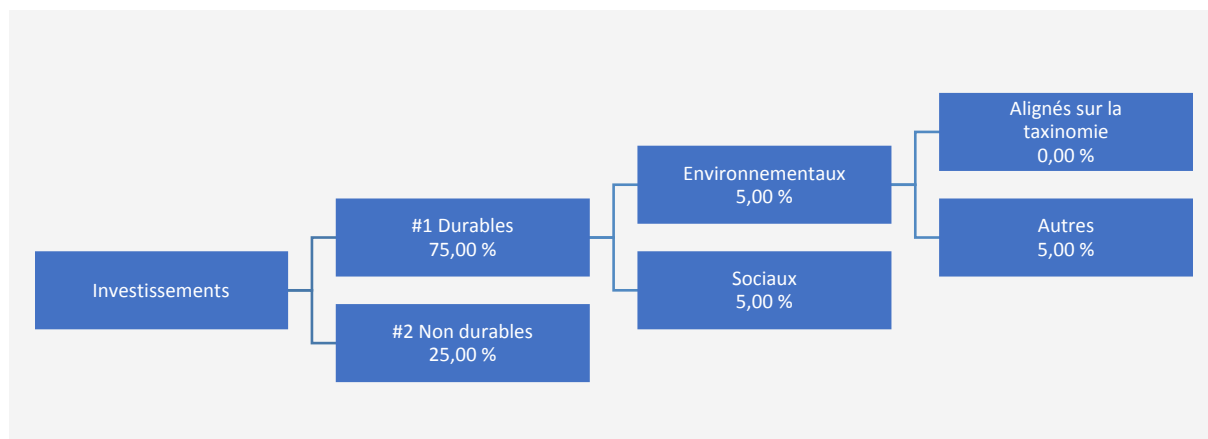 Investissements
#1 Durables
75,00 %
#2 Non durables
25,00 %
Environnementaux
5,00 %
Sociaux
5,00 %
Alignés sur la
taxinomie
0,00 %
Autres
5,00 %